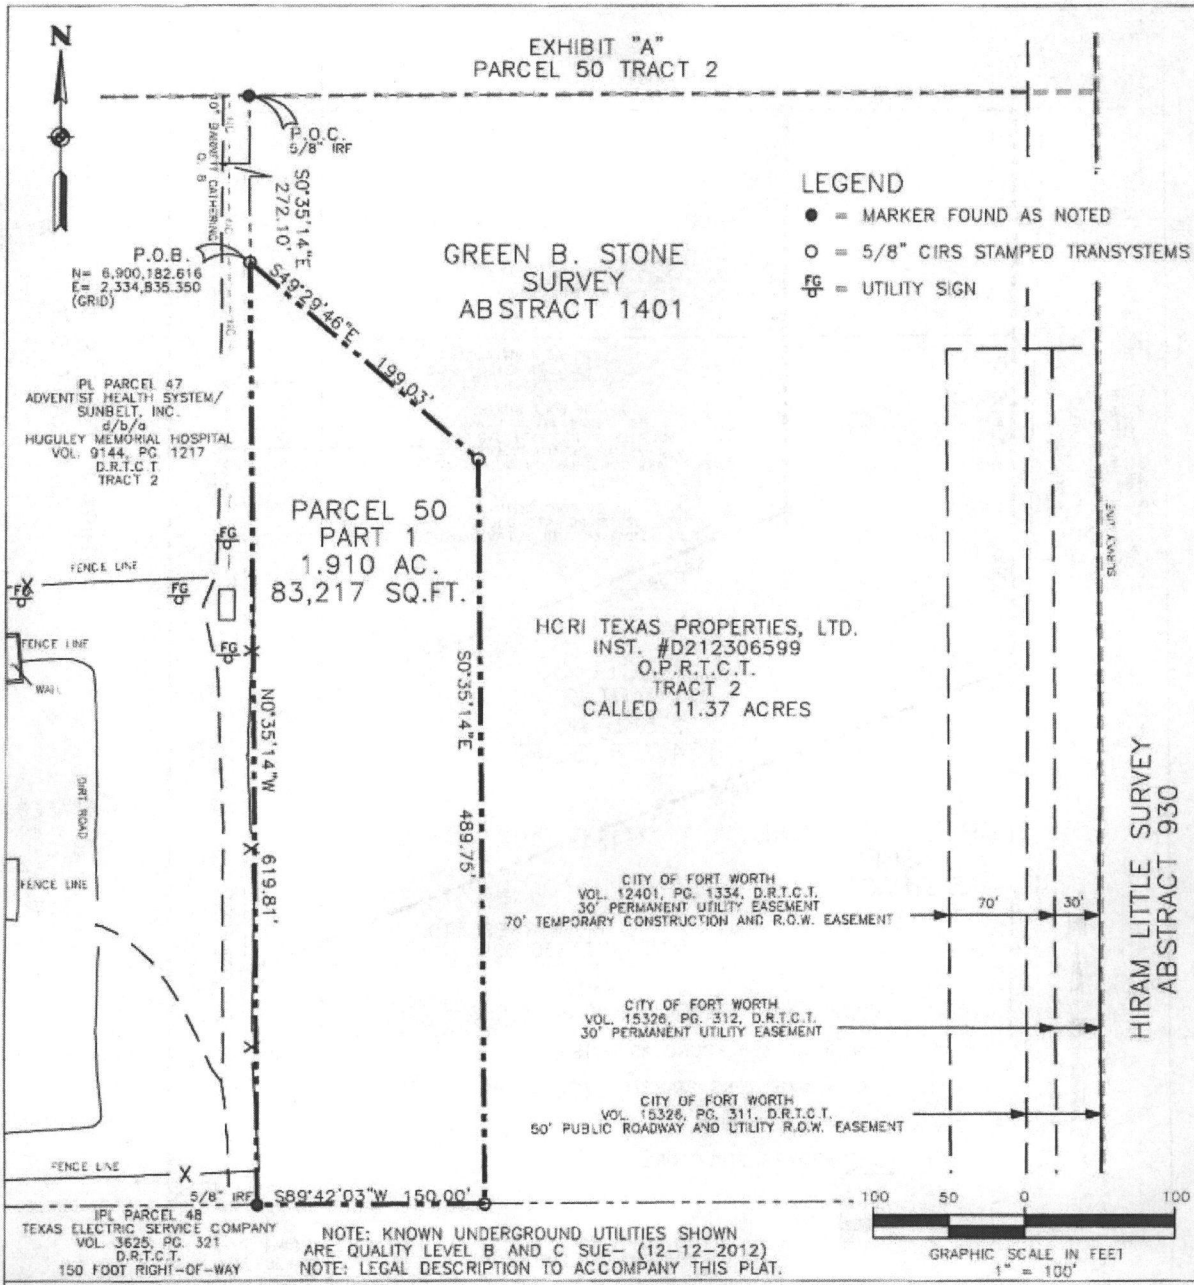 EXHIBIT "A"
PARCEL 50 TRACT 2
N
P.O.C.
5/8" IRF
S0°35'14"E
272.10'
P.O.B.
N= 6,900,182.616
E= 2,334,835.350
(GRID)
S49°29'46"E
199.03'
GREEN B. STONE
SURVEY
ABSTRACT 1401
LEGEND
= MARKER FOUND AS NOTED
= 5/8" CIRS STAMPED TRANSYSTEMS
FG = UTILITY SIGN
IPL PARCEL 47
ADVENTIST HEALTH SYSTEM/
SUNBELT, INC.
d/b/a
HUGULEY MEMORIAL HOSPITAL
VOL. 9144, PG. 1217
D.R.T.C.T.
TRACT 2
PARCEL 50
PART 1
1.910 AC.
83,217 SQ.FT.
FG
FENCE LINE
FG
FG
FG
FENCE LINE
WALL
DIRT ROAD
FENCE LINE
N0°35'14"W
619.81'
S0°35'14"E
489.75'
HCRI TEXAS PROPERTIES, LTD.
INST. #D212306599
O.P.R.T.C.T.
TRACT 2
CALLED 11.37 ACRES
SURVEY LINE
HIRAM LITTLE SURVEY
ABSTRACT 930
CITY OF FORT WORTH
VOL. 12401, PG. 1334, D.R.T.C.T.
30' PERMANENT UTILITY EASEMENT
70' TEMPORARY CONSTRUCTION AND R.O.W. EASEMENT
70'
30'
CITY OF FORT WORTH
VOL. 15326, PG. 312, D.R.T.C.T.
30' PERMANENT UTILITY EASEMENT
CITY OF FORT WORTH
VOL. 15326, PG. 311, D.R.T.C.T.
50' PUBLIC ROADWAY AND UTILITY R.O.W. EASEMENT
FENCE LINE
5/8" IRF
S89°42'03"W 150.00'
IPL PARCEL 48
TEXAS ELECTRIC SERVICE COMPANY
VOL. 3625, PG. 321
D.R.T.C.T.
150 FOOT RIGHT-OF-WAY
NOTE: KNOWN UNDERGROUND UTILITIES SHOWN
ARE QUALITY LEVEL B AND C SUE- (12-12-2012)
NOTE: LEGAL DESCRIPTION TO ACCOMPANY THIS PLAT.
100 50 0 100
GRAPHIC SCALE IN FEET
1" = 100'